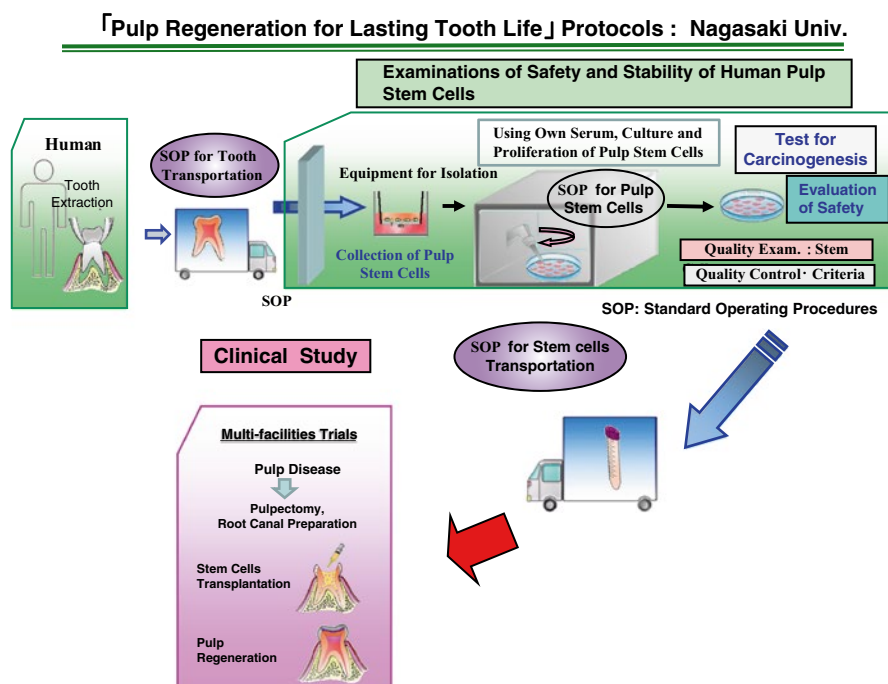 「Pulp Regeneration for Lasting Tooth Life」Protocols : Nagasaki Univ.
Examinations of Safety and Stability of Human Pulp
Stem Cells
Human
Tooth
Extraction
SOP for Tooth
Transportation
SOP
Equipment for Isolation
Collection of Pulp
Stem Cells
Using Own Serum, Culture and
Proliferation of Pulp Stem Cells
SOP for Pulp
Stem Cells
Test for
Carcinogenesis
Evaluation
of Safety
Quality Exam. : Stem
Quality Control· Criteria
SOP: Standard Operating Procedures
SOP for Stem cells
Transportation
Clinical Study
Multi-facilities Trials
Pulp Disease
Pulpectomy,
Root Canal Preparation
Stem Cells
Transplantation
Pulp
Regeneration